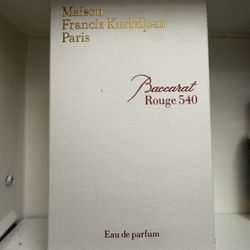 Maison
Francis Kurkdjian
Paris
Baccarat
Rouge 540
Eau de parfum